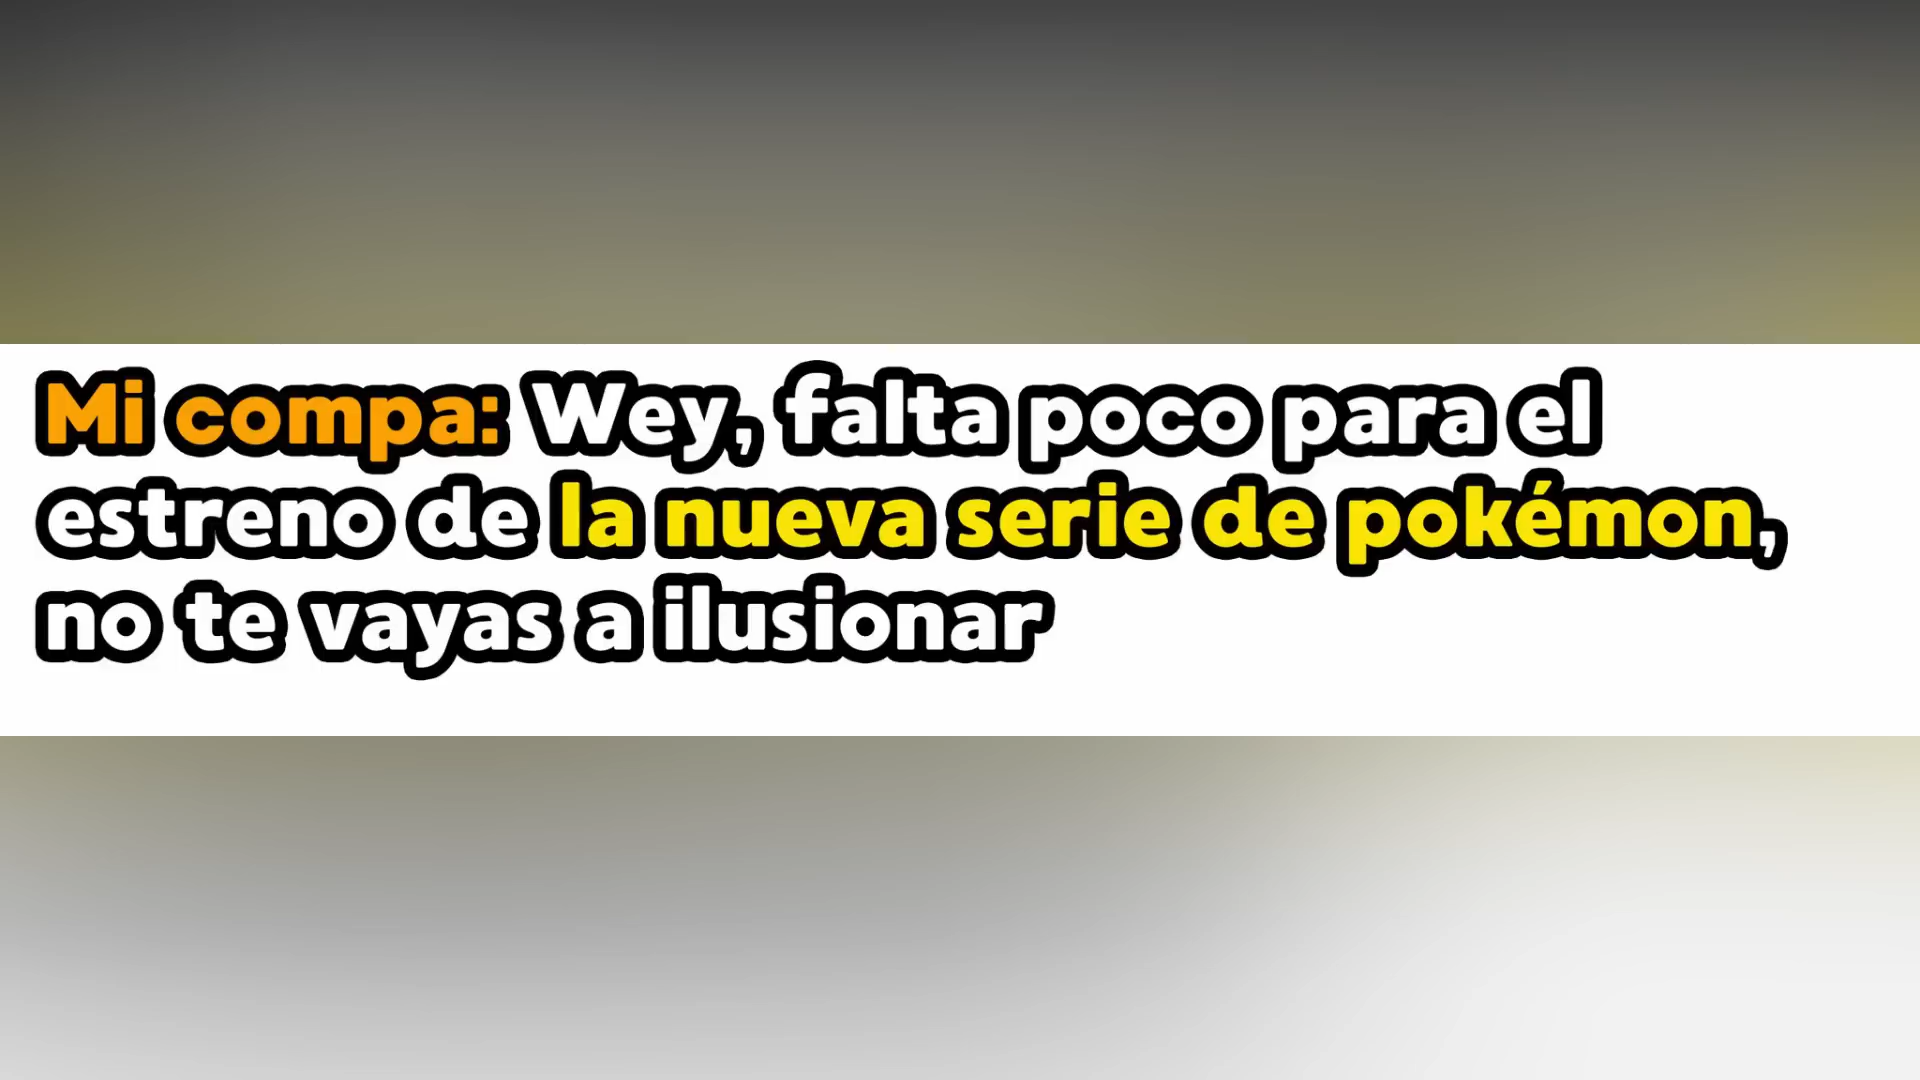 Mi compa: Wey, falta poco para el
estreno de la nueva serie de pokémon,
no te vayas a ilusionar